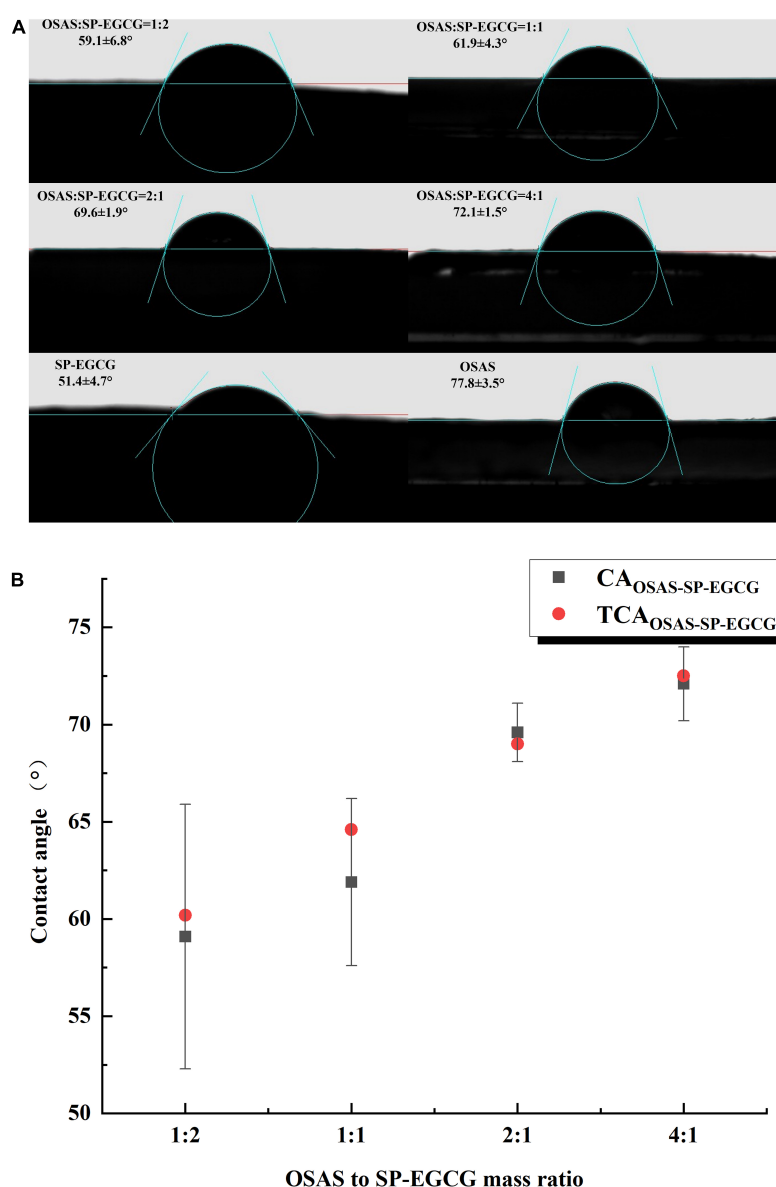 A
OSAS:SP-EGCG=1:2
59.1±6.8°
OSAS:SP-EGCG=1:1
61.9±4.3°
OSAS:SP-EGCG=2:1
69.6±1.9°
OSAS:SP-EGCG=4:1
72.1±1.5°
SP-EGCG
51.4±4.7°
OSAS
77.8±3.5°
B
CAOSAS-SP-EGCG
TCAOSAS-SP-EGCG
75
70
65
60
55
50
Contact angle（°）
1:2 1:1 2:1 4:1
OSAS to SP-EGCG mass ratio